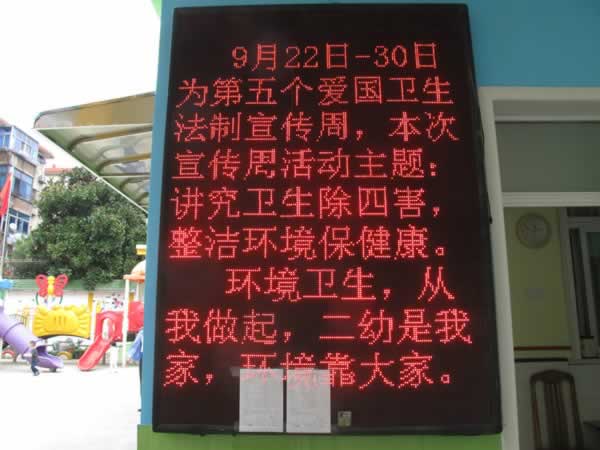 9月22日-30日
为第五个爱国卫生
法制宣传周，本次
宣传周活动主题：
讲究卫生除四害，
整洁环境保健康。
环境卫生，从
我做起，二幼是我
家，环境靠大家。